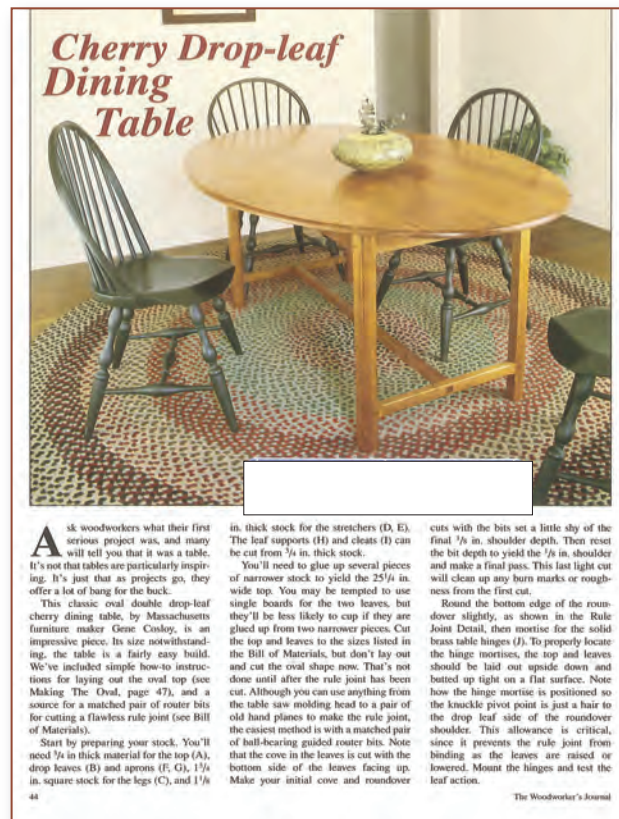 Cherry Drop-leaf
Dining
Table
Ask woodworkers what their first
serious project was, and many
will tell you that it was a table.
It's not that tables are particularly inspir-
ing. It's just that as projects go, they
offer a lot of bang for the buck.
This classic oval double drop-leaf
cherry dining table, by Massachusetts
furniture maker Gene Cosloy, is an
impressive piece. Its size notwithstand-
ing, the table is a fairly easy build.
We've included simple how-to instruc-
tions for laying out the oval top (see
Making The Oval, page 47), and a
source for a matched pair of router bits
for cutting a flawless rule joint (see Bill
of Materials).
Start by preparing your stock. You'll
need 3/4 in thick material for the top (A),
drop leaves (B) and aprons (F, G), 1 3/4
in. square stock for the legs (C), and 1 1/8
in. thick stock for the stretchers (D, E).
The leaf supports (H) and cleats (I) can
be cut from 3/4 in. thick stock.
You'll need to glue up several pieces
of narrower stock to yield the 25 1/4 in.
wide top. You may be tempted to use
single boards for the two leaves, but
they'll be less likely to cup if they are
glued up from two narrower pieces. Cut
the top and leaves to the sizes listed in
the Bill of Materials, but don't lay out
and cut the oval shape now. That's not
done until after the rule joint has been
cut. Although you can use anything from
the table saw molding head to a pair of
old hand planes to make the rule joint,
the easiest method is with a matched pair
of ball-bearing guided router bits. Note
that the cove in the leaves is cut with the
bottom side of the leaves facing up.
Make your initial cove and roundover
cuts with the bits set a little shy of the
final 1/8 in. shoulder depth. Then reset
the bit depth to yield the 1/8 in. shoulder
and make a final pass. This last light cut
will clean up any burn marks or rough-
ness from the first cut.
Round the bottom edge of the roun-
dover slightly, as shown in the Rule
Joint Detail, then mortise for the solid
brass table hinges (J). To properly locate
the hinge mortises, the top and leaves
should be laid out upside down and
butted up tight on a flat surface. Note
how the hinge mortise is positioned so
the knuckle pivot point is just a hair to
the drop leaf side of the roundover
shoulder. This allowance is critical,
since it prevents the rule joint from
binding as the leaves are raised or
lowered. Mount the hinges and test the
leaf action.
44
The Woodworker's Journal